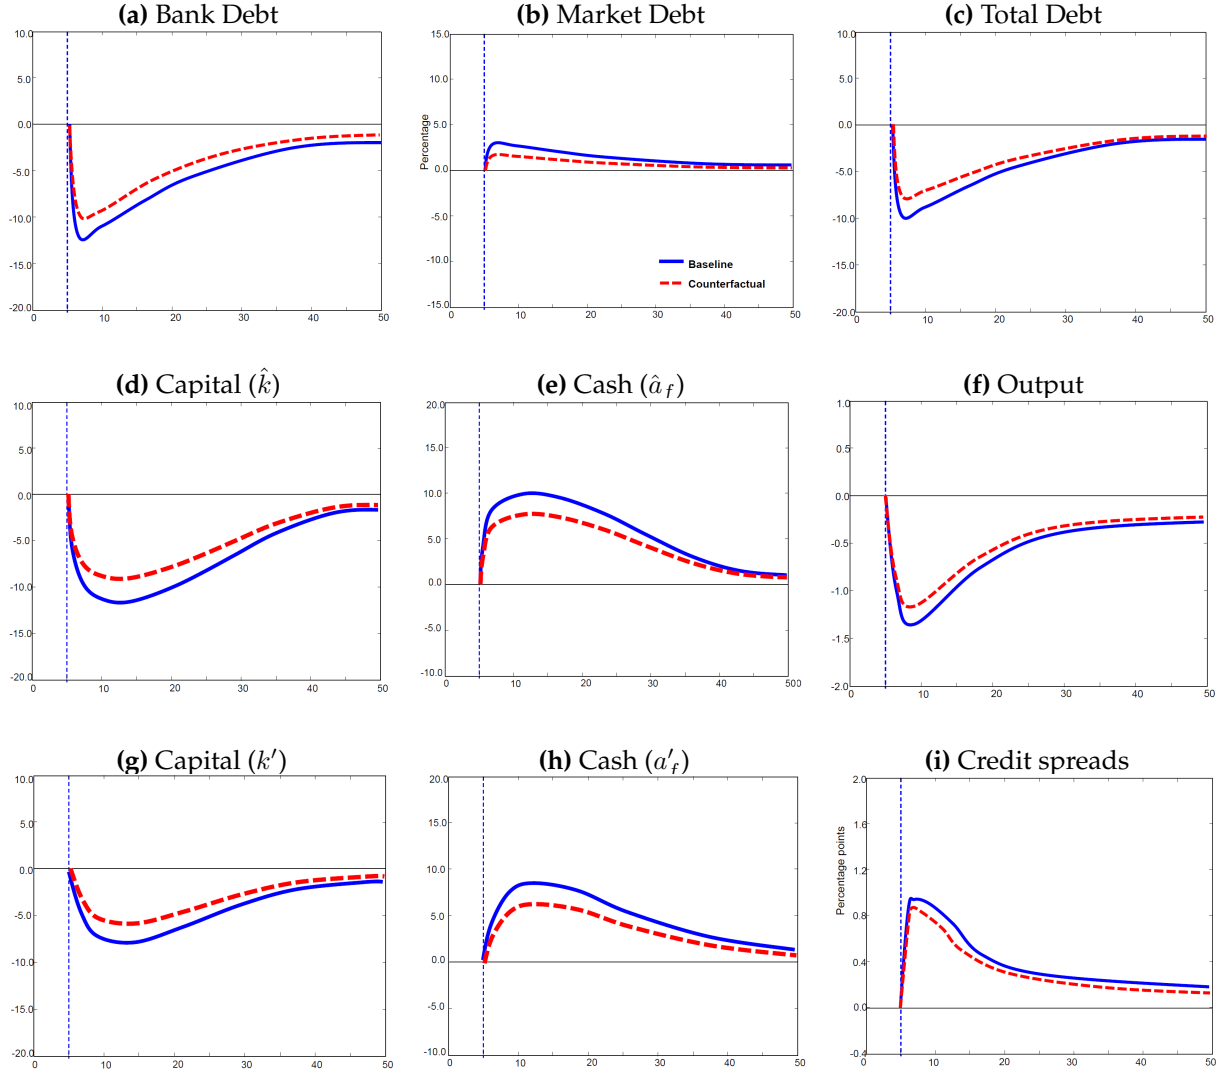 (a) Bank Debt
10.0
5.0
0.0
-5.0
-10.0
-15.0
-20.0
0 10 20 30 40 50
(b) Market Debt
Percentage
15.0
10.0
5.0
0.0
5.0
-10.0
-15.0
Baseline
Counterfactual
0 10 20 30 40 50
(c) Total Debt
10.0
5.0
0.0
-5.0
-10.0
-15.0
-20.0
0 10 20 30 40 50
(d) Capital (k̂)
10.0
5.0
0.0
-5.0
-10.0
-15.0
-20.0
0 10 20 30 40 50
(e) Cash (â_f)
20.0
15.0
10.0
5.0
0.0
-5.0
-10.0
0 10 20 30 40 500
(f) Output
1.0
0.5
0.0
-0.5
-1.0
-1.5
-2.0
0 10 20 30 40 50
(g) Capital (k′)
10.0
5.0
0.0
-5.0
-10.0
-15.0
-20.0
0 10 20 30 40 50
(h) Cash (a′_f)
20.0
15.0
10.0
5.0
0.0
-5.0
-10.0
0 10 20 30 40 50
(i) Credit spreads
Percentage points
2.0
1.6
1.2
0.8
0.4
0.0
-0.4
0 10 20 30 40 50